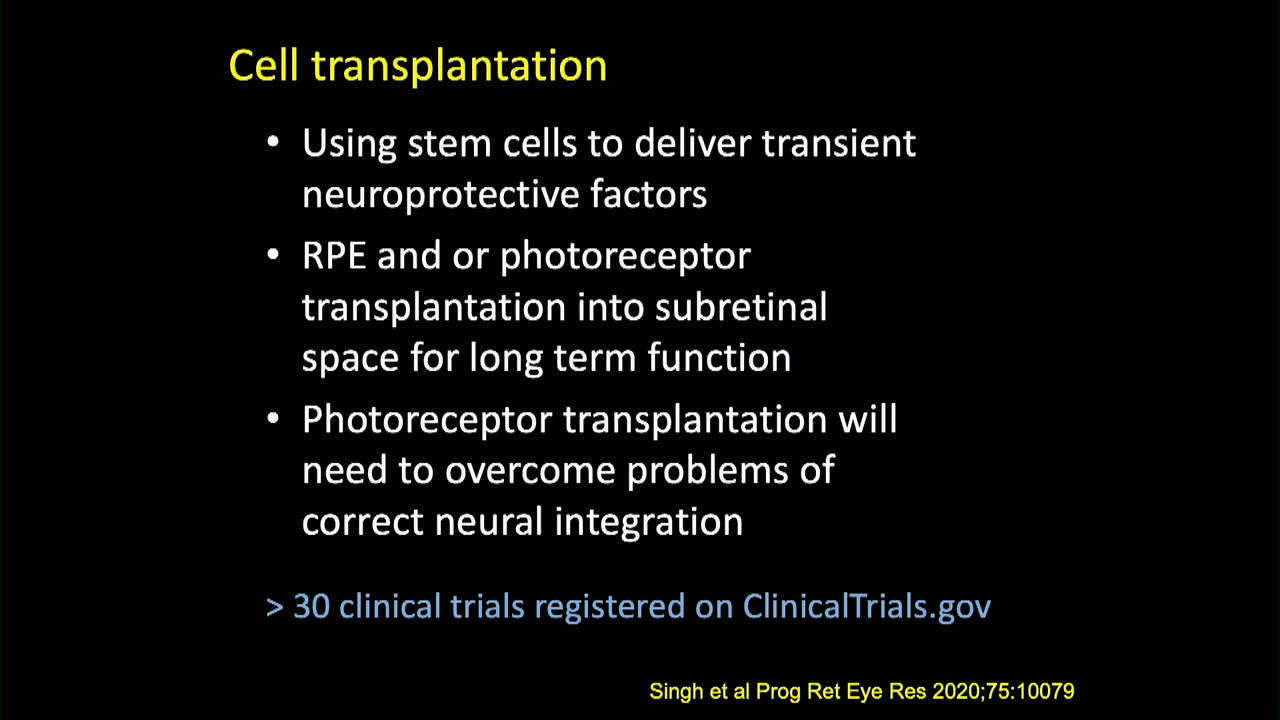 Cell transplantation
• Using stem cells to deliver transient
neuroprotective factors
• RPE and or photoreceptor
transplantation into subretinal
space for long term function
• Photoreceptor transplantation will
need to overcome problems of
correct neural integration
> 30 clinical trials registered on ClinicalTrials.gov
Singh et al Prog Ret Eye Res 2020;75:10079